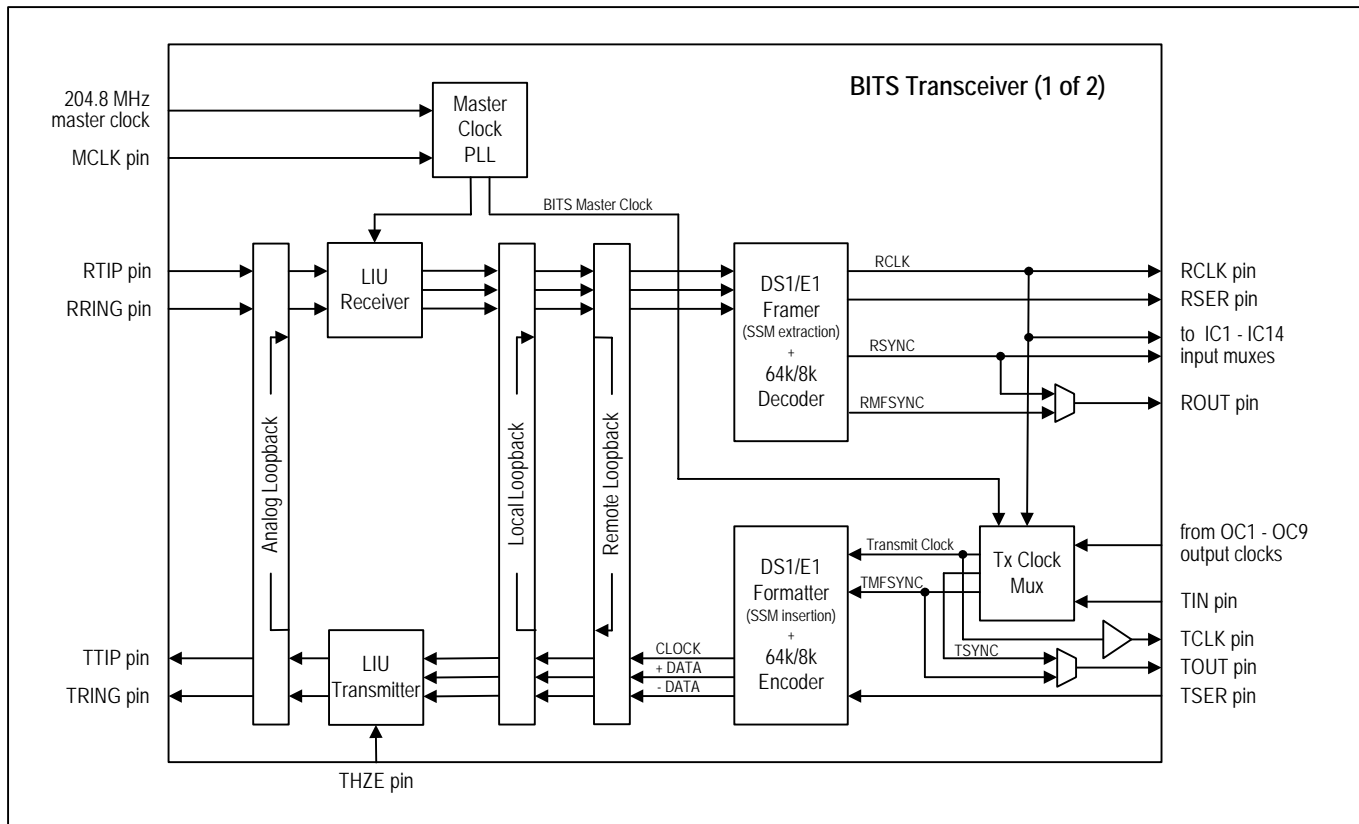 BITS Transceiver (1 of 2)
204.8 MHz
master clock
MCLK pin
Master
Clock
PLL
BITS Master Clock
RTIP pin
RRING pin
LIU
Receiver
DS1/E1
Framer
(SSM extraction)
+
64k/8k
Decoder
RCLK
RSYNC
RMFSYNC
RCLK pin
RSER pin
to IC1 - IC14
input muxes
ROUT pin
Analog Loopback
Local Loopback
Remote Loopback
Transmit Clock
TMFSYNC
TSYNC
Tx Clock
Mux
from OC1 - OC9
output clocks
TIN pin
TCLK pin
TOUT pin
TSER pin
DS1/E1
Formatter
(SSM insertion)
+
64k/8k
Encoder
CLOCK
+ DATA
- DATA
LIU
Transmitter
TTIP pin
TRING pin
THZE pin